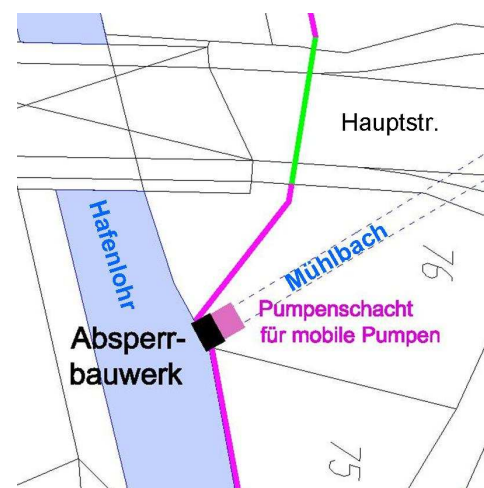 Hauptstr.
Hafenlohr
Mühlbach
76
Pumpenschacht
für mobile Pumpen
Absperr-
bauwerk
75